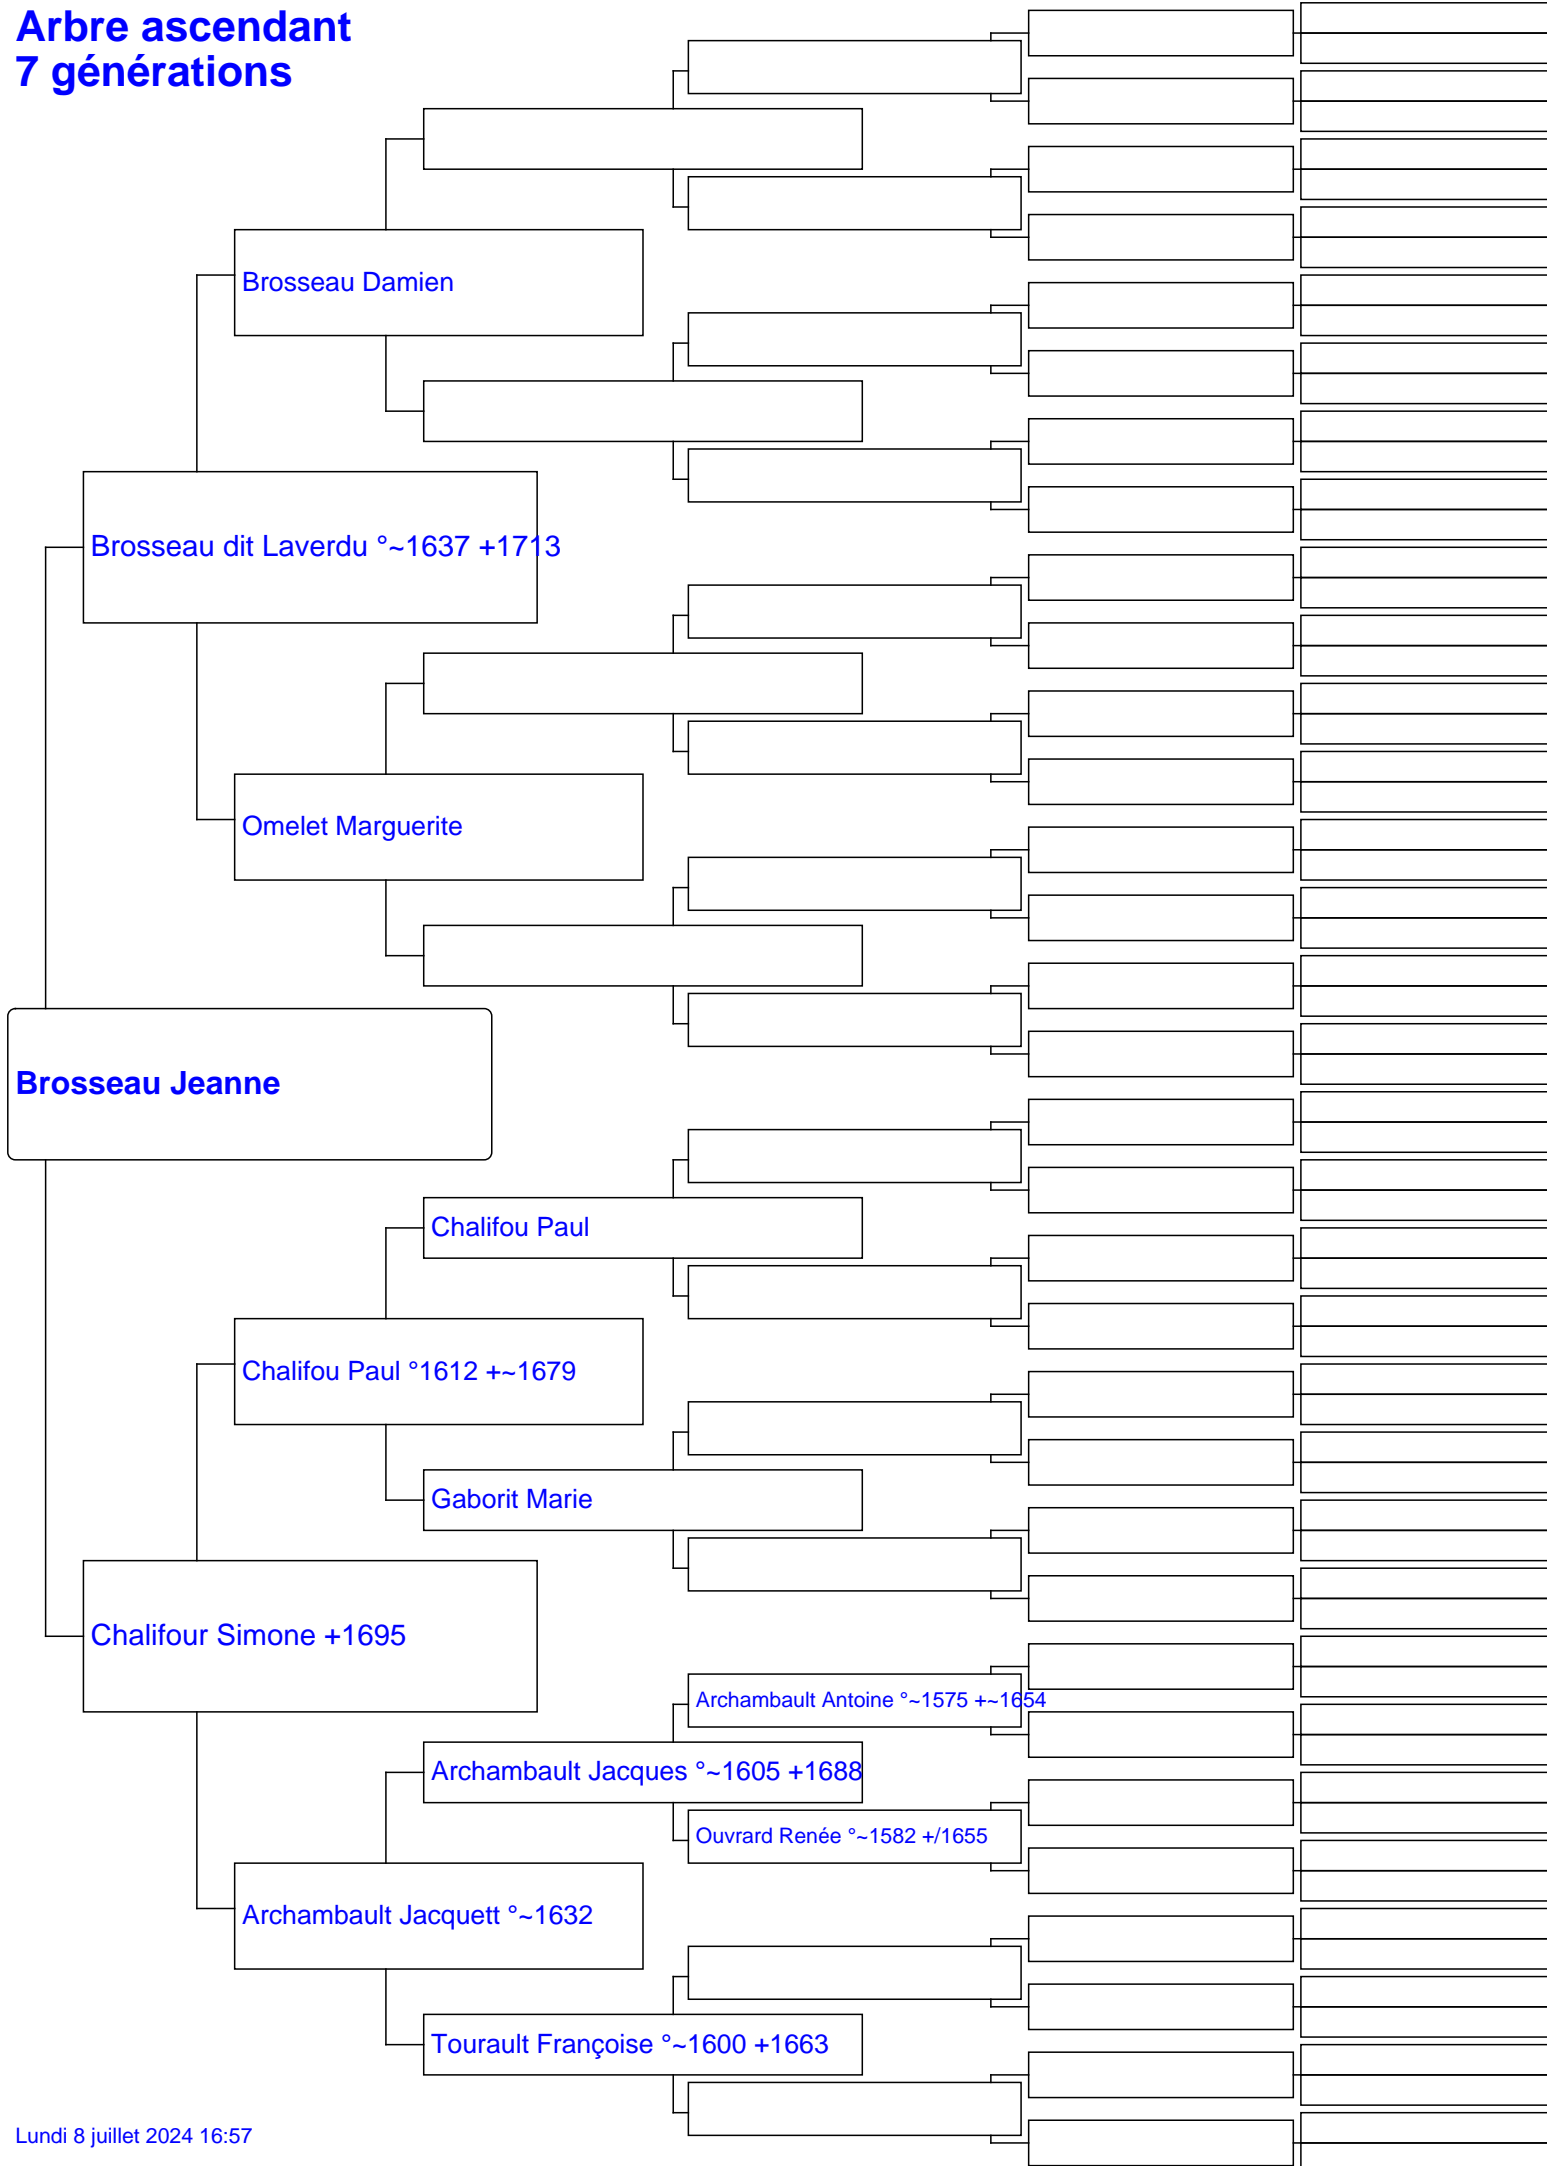 Arbre ascendant
7 générations
Brosseau Damien
Brosseau dit Laverdu °~1637 +1713
Omelet Marguerite
Brosseau Jeanne
Chalifou Paul
Chalifou Paul °1612 +~1679
Gaborit Marie
Chalifour Simone +1695
Archambault Antoine °~1575 +~1654
Archambault Jacques °~1605 +1688
Ouvrard Renée °~1582 +/1655
Archambault Jacquett °~1632
Tourault Françoise °~1600 +1663
Lundi 8 juillet 2024 16:57